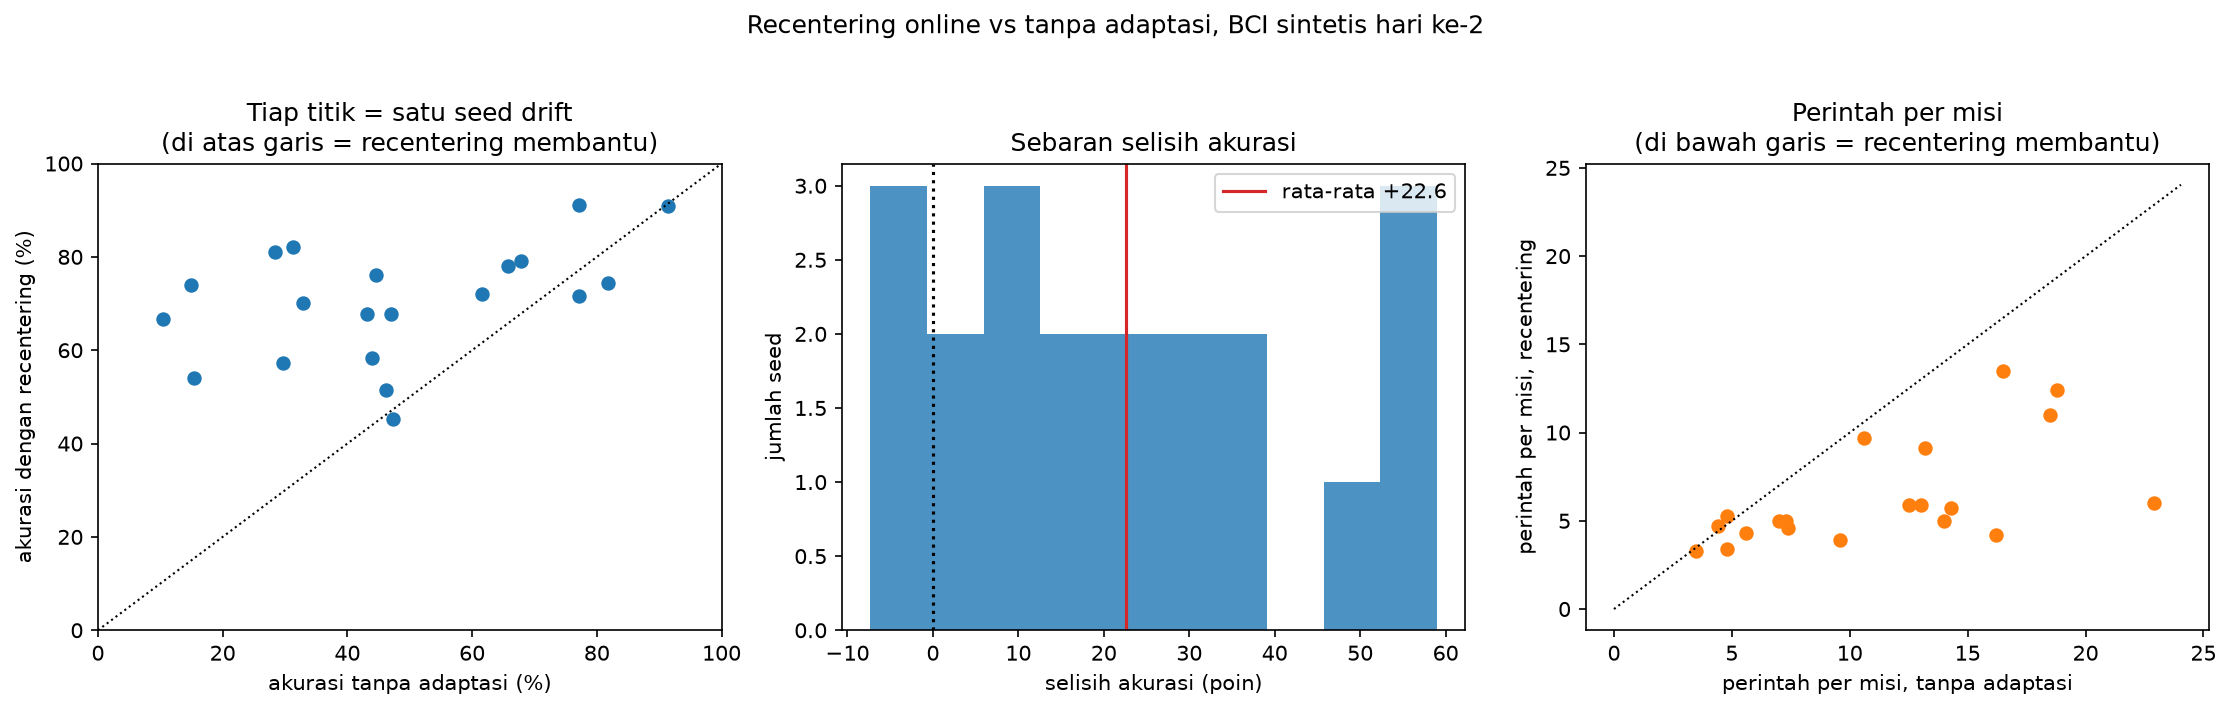 Recentering online vs tanpa adaptasi, BCI sintetis hari ke-2
Tiap titik = satu seed drift
(di atas garis = recentering membantu)
akurasi dengan recentering (%)
100
80
60
40
20
0
0 20 40 60 80 100
akurasi tanpa adaptasi (%)
Sebaran selisih akurasi
rata-rata +22.6
jumlah seed
3.0
2.5
2.0
1.5
1.0
0.5
0.0
−10 0 10 20 30 40 50 60
selisih akurasi (poin)
Perintah per misi
(di bawah garis = recentering membantu)
perintah per misi, recentering
25
20
15
10
5
0
0 5 10 15 20 25
perintah per misi, tanpa adaptasi